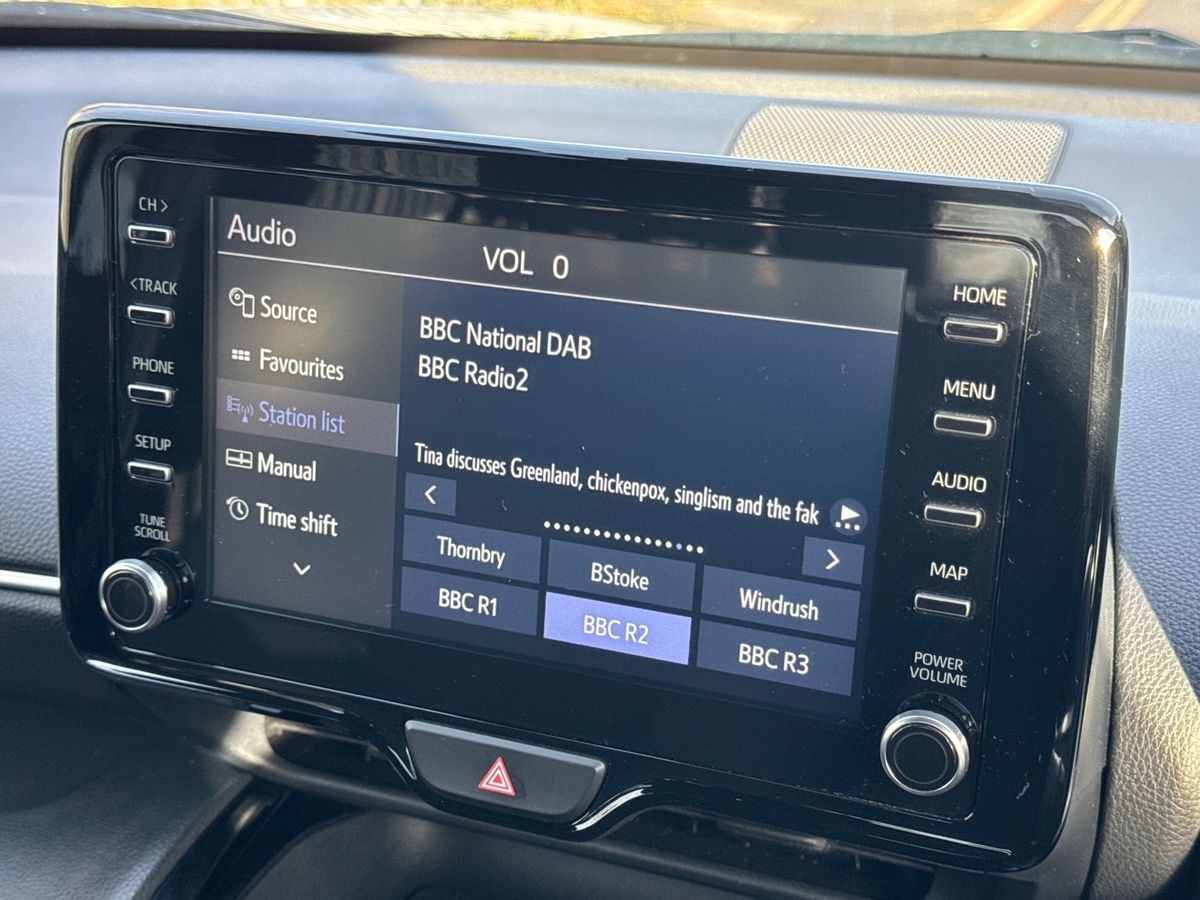 CH >
< TRACK
PHONE
SETUP
TUNE
SCROLL
Audio
VOL 0
Source
Favourites
Station list
Manual
Time shift
BBC National DAB
BBC Radio2
Tina discusses Greenland, chickenpox, singlism and the fak
Thornbry
BStoke
Windrush
BBC R1
BBC R2
BBC R3
HOME
MENU
AUDIO
MAP
POWER
VOLUME